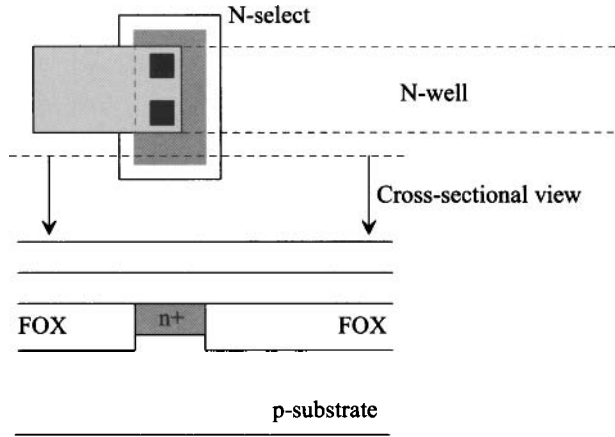 N-select
N-well
Cross-sectional view
FOX n+ FOX
p-substrate